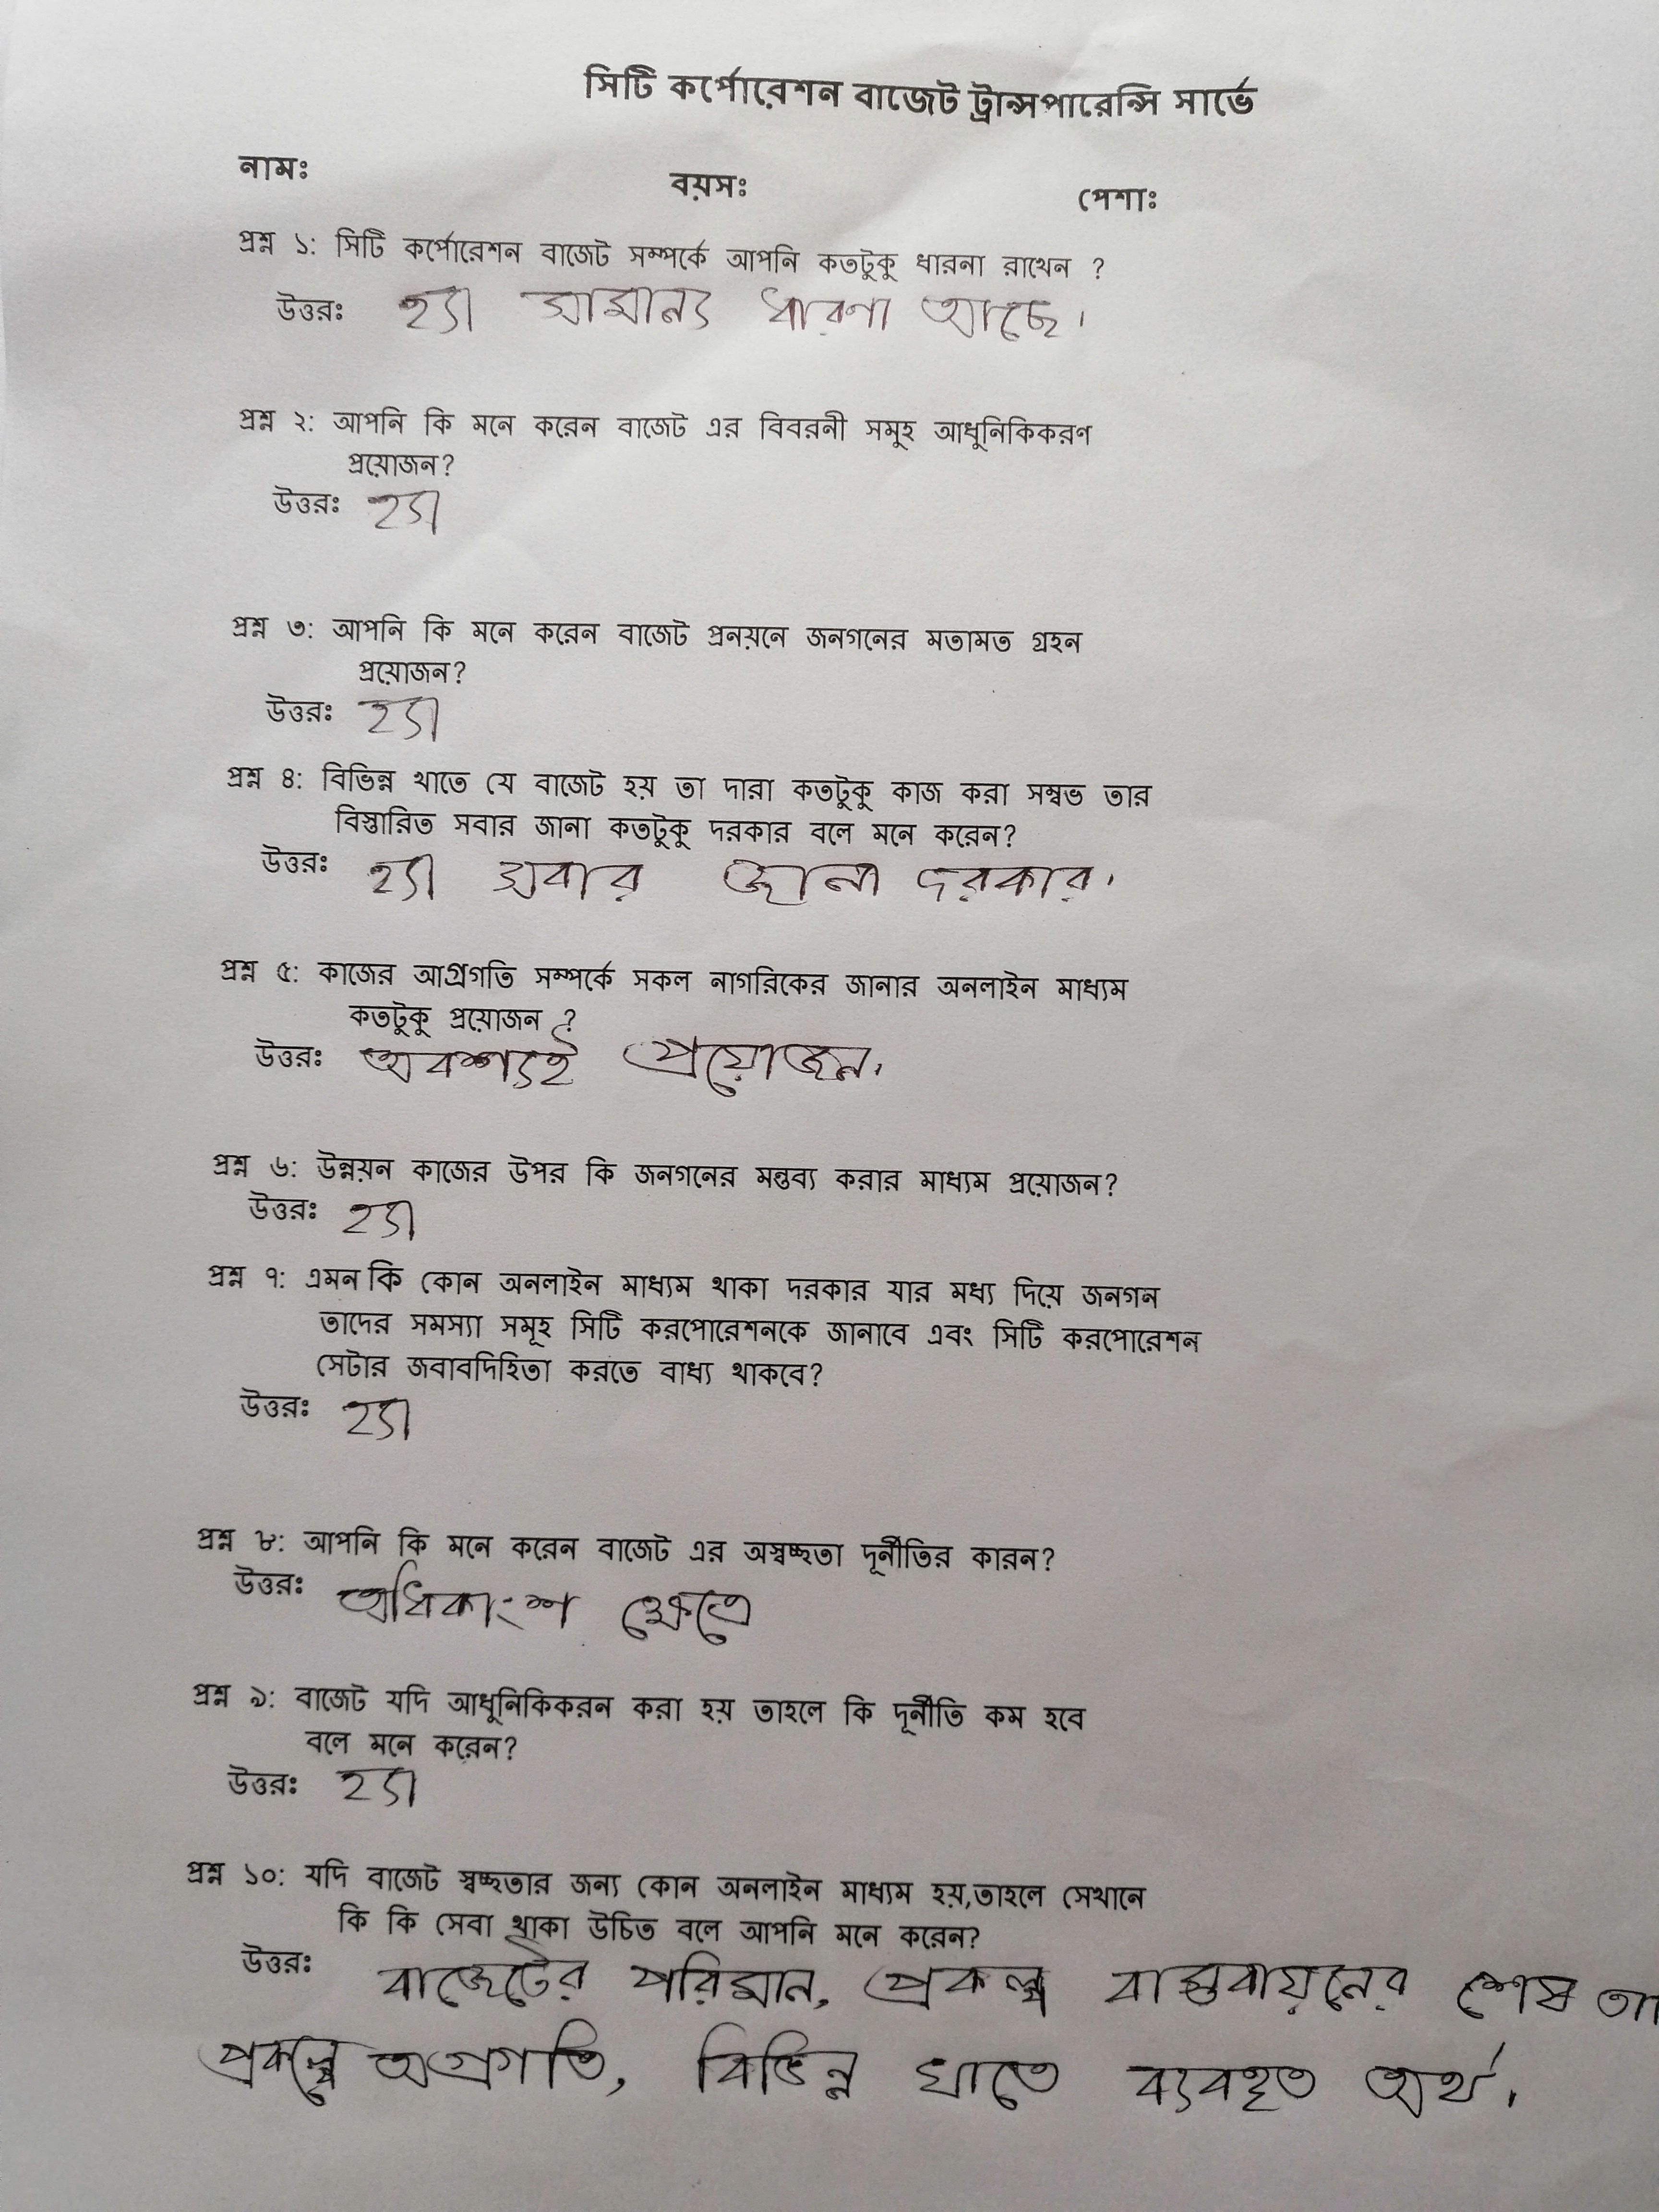 সিটি কর্পোরেশন বাজেট ট্রান্সপারেন্সি সার্ভে
নামঃ বয়সঃ পেশাঃ
প্রশ্ন ১: সিটি কর্পোরেশন বাজেট সম্পর্কে আপনি কতটুকু ধারনা রাখেন ?
উত্তরঃ হ্যা সামান্য ধারণা আছে।
প্রশ্ন ২: আপনি কি মনে করেন বাজেট এর বিবরনী সমুহ আধুনিকিকরণ
প্রয়োজন?
উত্তরঃ হ্যা
প্রশ্ন ৩: আপনি কি মনে করেন বাজেট প্রনয়নে জনগনের মতামত গ্রহন
প্রয়োজন?
উত্তরঃ হ্যা
প্রশ্ন ৪: বিভিন্ন খাতে যে বাজেট হয় তা দারা কতটুকু কাজ করা সম্বভ তার
বিস্তারিত সবার জানা কতটুকু দরকার বলে মনে করেন?
উত্তরঃ হ্যা সবার জানা দরকার।
প্রশ্ন ৫: কাজের আগ্রগতি সম্পর্কে সকল নাগরিকের জানার অনলাইন মাধ্যম
কতটুকু প্রয়োজন ?
উত্তরঃ অবশ্যই প্রয়োজন।
প্রশ্ন ৬: উন্নয়ন কাজের উপর কি জনগনের মন্তব্য করার মাধ্যম প্রয়োজন?
উত্তরঃ হ্যা
প্রশ্ন ৭: এমন কি কোন অনলাইন মাধ্যম থাকা দরকার যার মধ্য দিয়ে জনগন
তাদের সমস্যা সমূহ সিটি করপোরেশনকে জানাবে এবং সিটি করপোরেশন
সেটার জবাবদিহিতা করতে বাধ্য থাকবে?
উত্তরঃ হ্যা
প্রশ্ন ৮: আপনি কি মনে করেন বাজেট এর অস্বচ্ছতা দূর্নীতির কারন?
উত্তরঃ অধিকাংশ ক্ষেত্রে
প্রশ্ন ৯: বাজেট যদি আধুনিকিকরন করা হয় তাহলে কি দূর্নীতি কম হবে
বলে মনে করেন?
উত্তরঃ হ্যা
প্রশ্ন ১০: যদি বাজেট স্বচ্ছতার জন্য কোন অনলাইন মাধ্যম হয়,তাহলে সেখানে
কি কি সেবা থাকা উচিত বলে আপনি মনে করেন?
উত্তরঃ বাজেটের পরিমান, প্রকল্প বাস্তবায়নের শেষ
প্রকল্পে অগ্রগতি, বিভিন্ন খাতে ব্যবহৃত অর্থ।